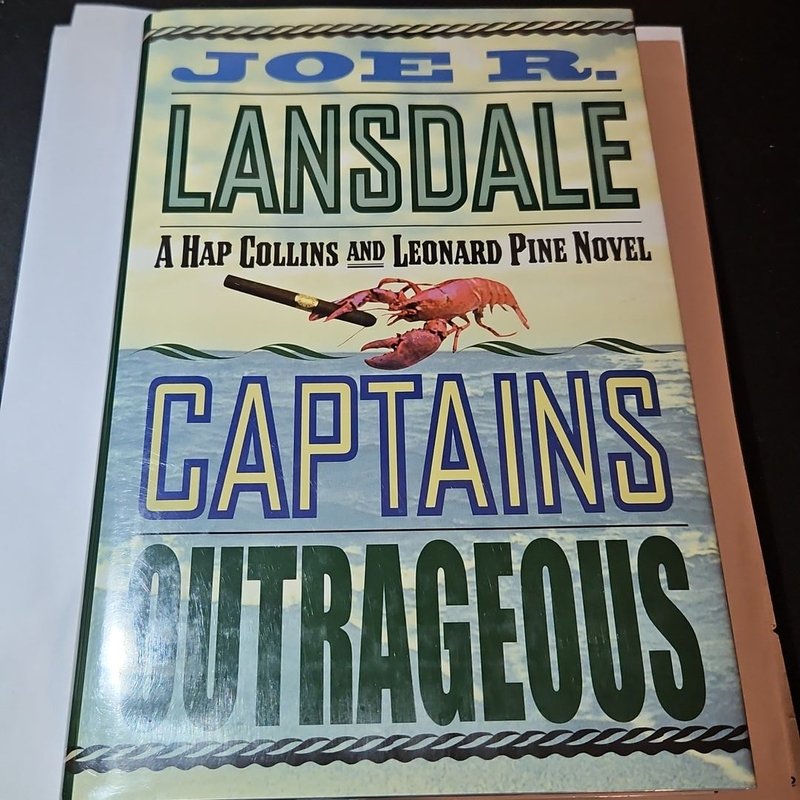 JOE R.
LANSDALE
A HAP COLLINS AND LEONARD PINE NOVEL
CAPTAINS
OUTRAGEOUS